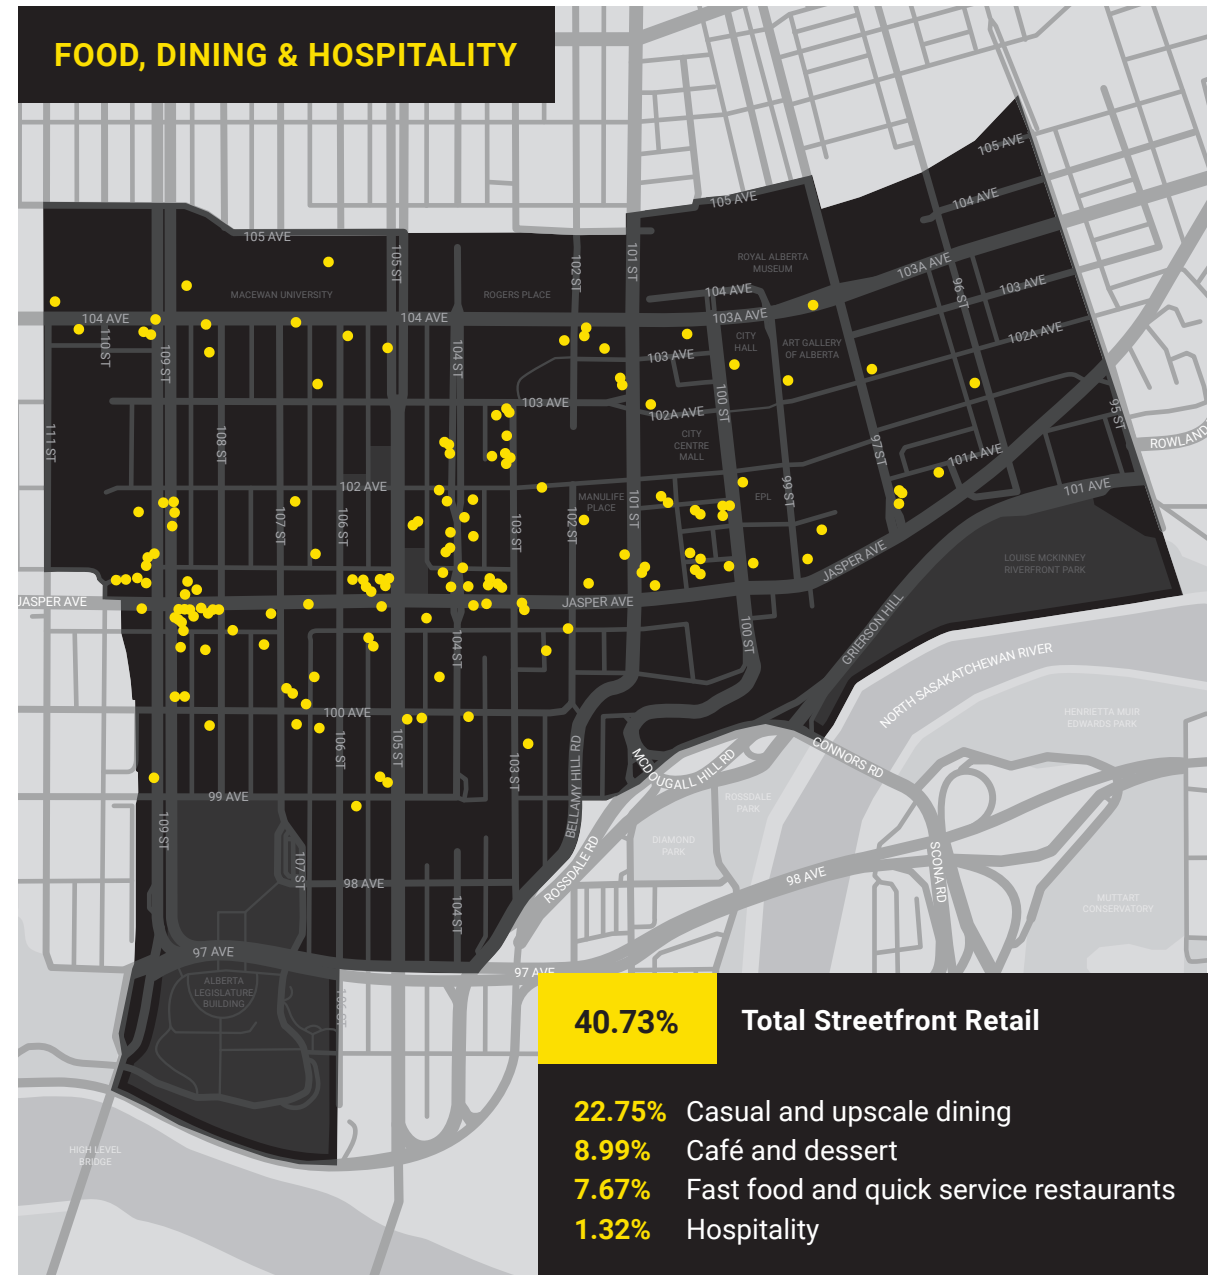 FOOD, DINING & HOSPITALITY
105 AVE
105 AVE
104 AVE
105 AVE
105 ST
102 ST
101 ST
ROYAL ALBERTA
MUSEUM
103A AVE
96 ST
103 AVE
MACEWAN UNIVERSITY
ROGERS PLACE
104 AVE
104 AVE
104 AVE
103A AVE
102A AVE
110 ST
109 ST
104 ST
103 AVE
CITY
HALL
ART GALLERY
OF ALBERTA
103 AVE
102A AVE
100 ST
95 ST
111 ST
108 ST
CITY
CENTRE
MALL
97 ST
101A AVE
ROWLAND
102 AVE
101 AVE
107 ST
106 ST
103 ST
102 ST
MANULIFE
PLACE
101 ST
EPL
99 ST
JASPER AVE
LOUISE MCKINNEY
RIVERFRONT PARK
JASPER AVE
JASPER AVE
104 ST
100 ST
GRIERSON HILL
NORTH SASKATCHEWAN RIVER
100 AVE
106 ST
105 ST
103 ST
BELLAMY HILL RD
MCDOUGALL HILL RD
CONNORS RD
HENRIETTA MUIR
EDWARDS PARK
99 AVE
109 ST
107 ST
98 AVE
104 ST
ROSSDALE RD
ROSSDALE
PARK
DIAMOND
PARK
98 AVE
SCONA RD
MUTTART
CONSERVATORY
97 AVE
97 AVE
ALBERTA
LEGISLATURE
BUILDING
HIGH LEVEL
BRIDGE
40.73% Total Streetfront Retail
22.75% Casual and upscale dining
8.99% Café and dessert
7.67% Fast food and quick service restaurants
1.32% Hospitality